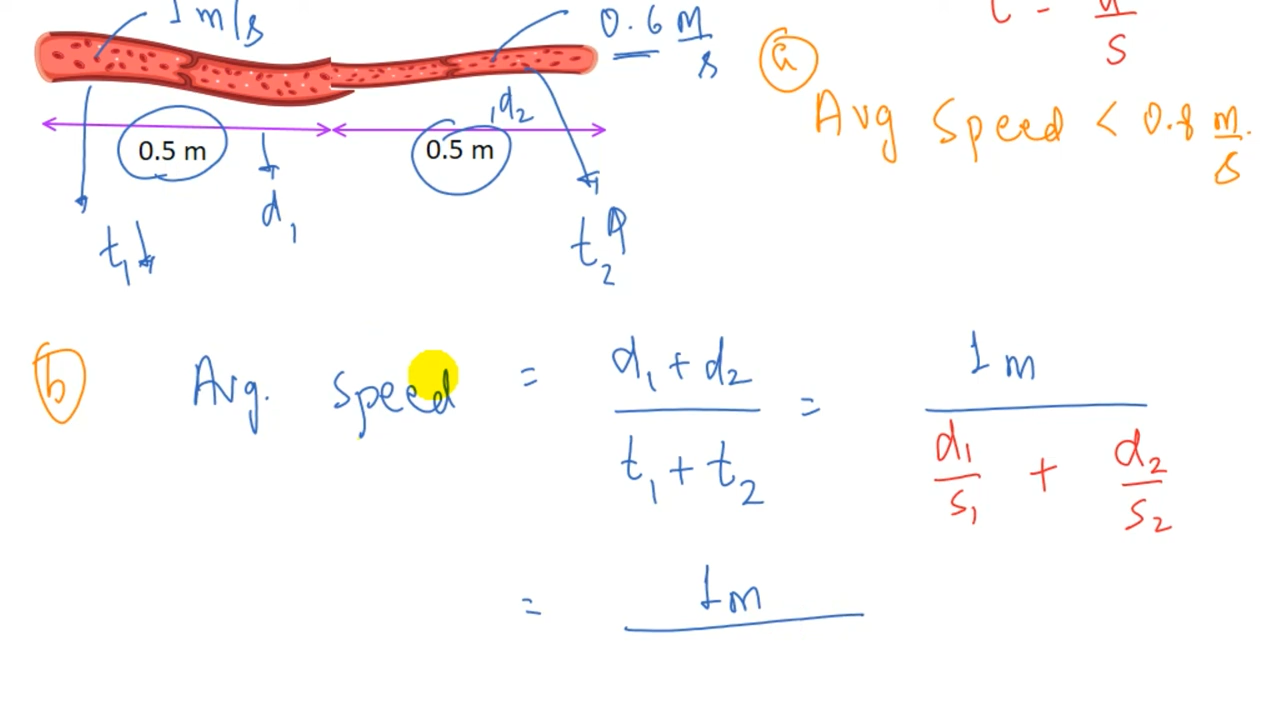 1 m/s
0.6 m/s
t = d/s
a
Avg Speed < 0.8 m/s.
0.5 m
0.5 m
, d2
d1
t1 ↓
t2 ↑
b
Avg. Speed = (d1 + d2)/(t1 + t2) = 1 m/(d1/s1 + d2/s2)
= 1 m